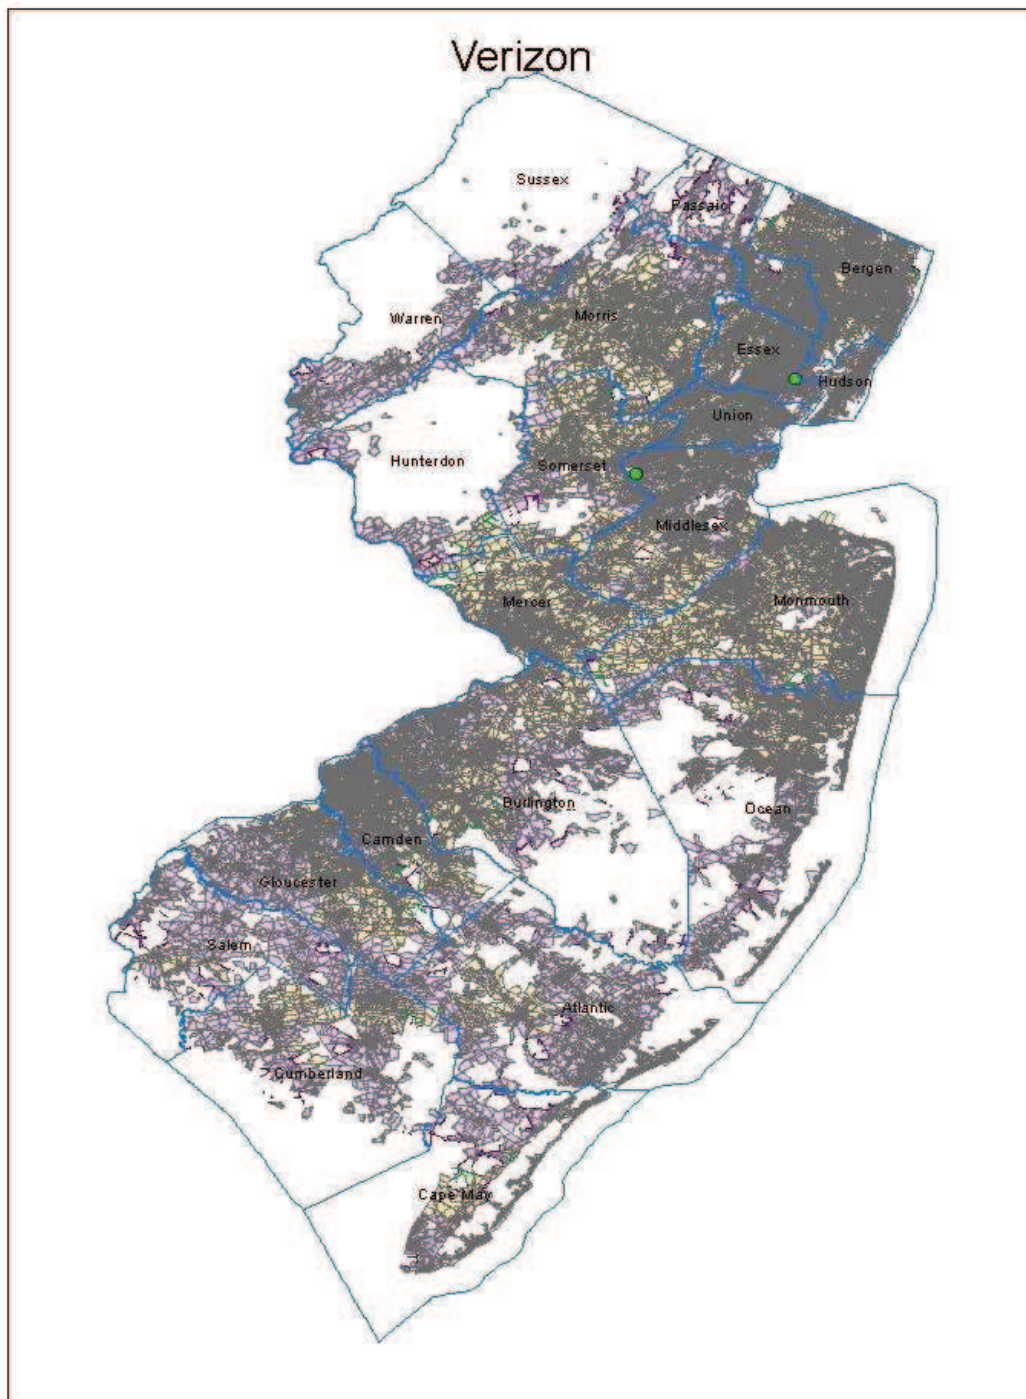 Verizon
Sussex
Passaic
Bergen
Warren
Morris
Essex
Hudson
Union
Hunterdon
Somerset
Middlesex
Mercer
Monmouth
Burlington
Ocean
Camden
Gloucester
Salem
Atlantic
Cumberland
Cape May